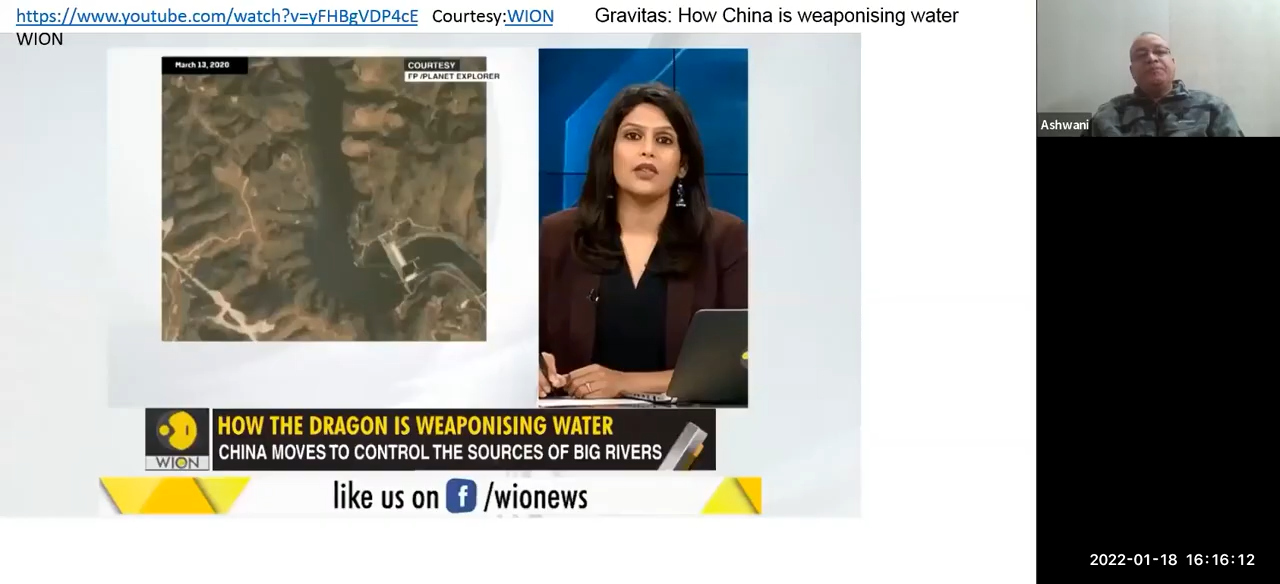 https://www.youtube.com/watch?v=yFHBgVDP4cE Courtesy:WION Gravitas: How China is weaponising water
WION
March 13, 2020
COURTESY
FP /PLANET EXPLORER
Ashwani
HOW THE DRAGON IS WEAPONISING WATER
CHINA MOVES TO CONTROL THE SOURCES OF BIG RIVERS
WION
like us on f /wionews
2022-01-18 16:16:12